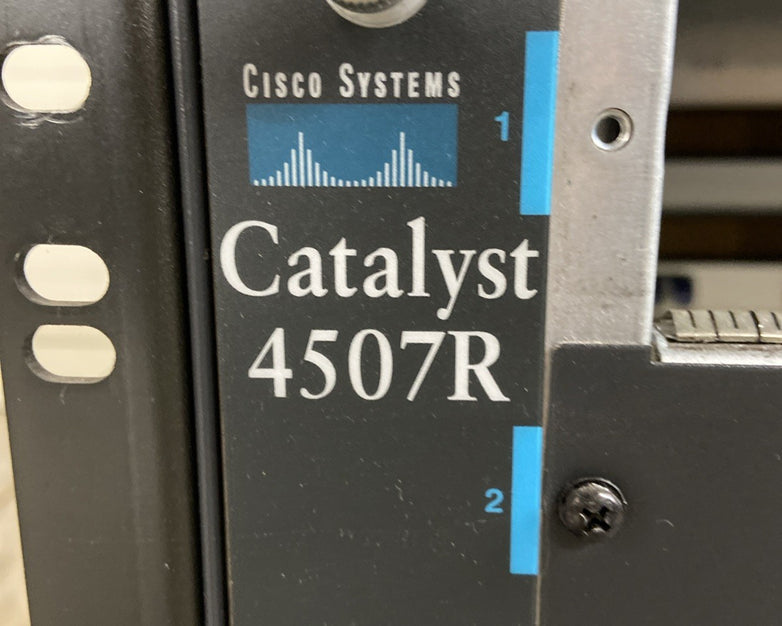 CISCO SYSTEMS
1
Catalyst
4507R
2